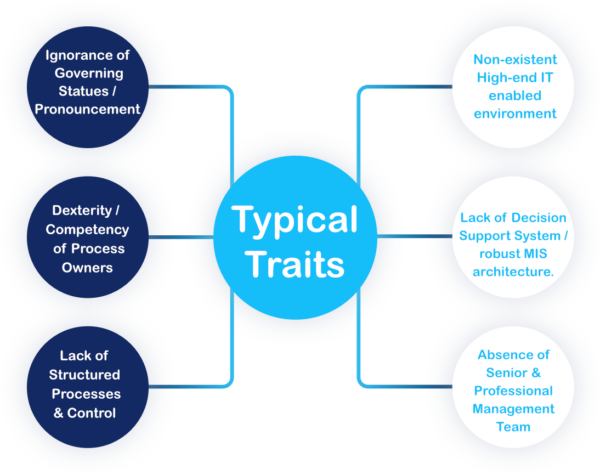 Ignorance of
Governing
Statues /
Pronouncement
Dexterity /
Competency
of Process
Owners
Lack of
Structured
Processes
& Control
Typical
Traits
Non-existent
High-end IT
enabled
environment
Lack of Decision
Support System /
robust MIS
architecture.
Absence of
Senior &
Professional
Management
Team